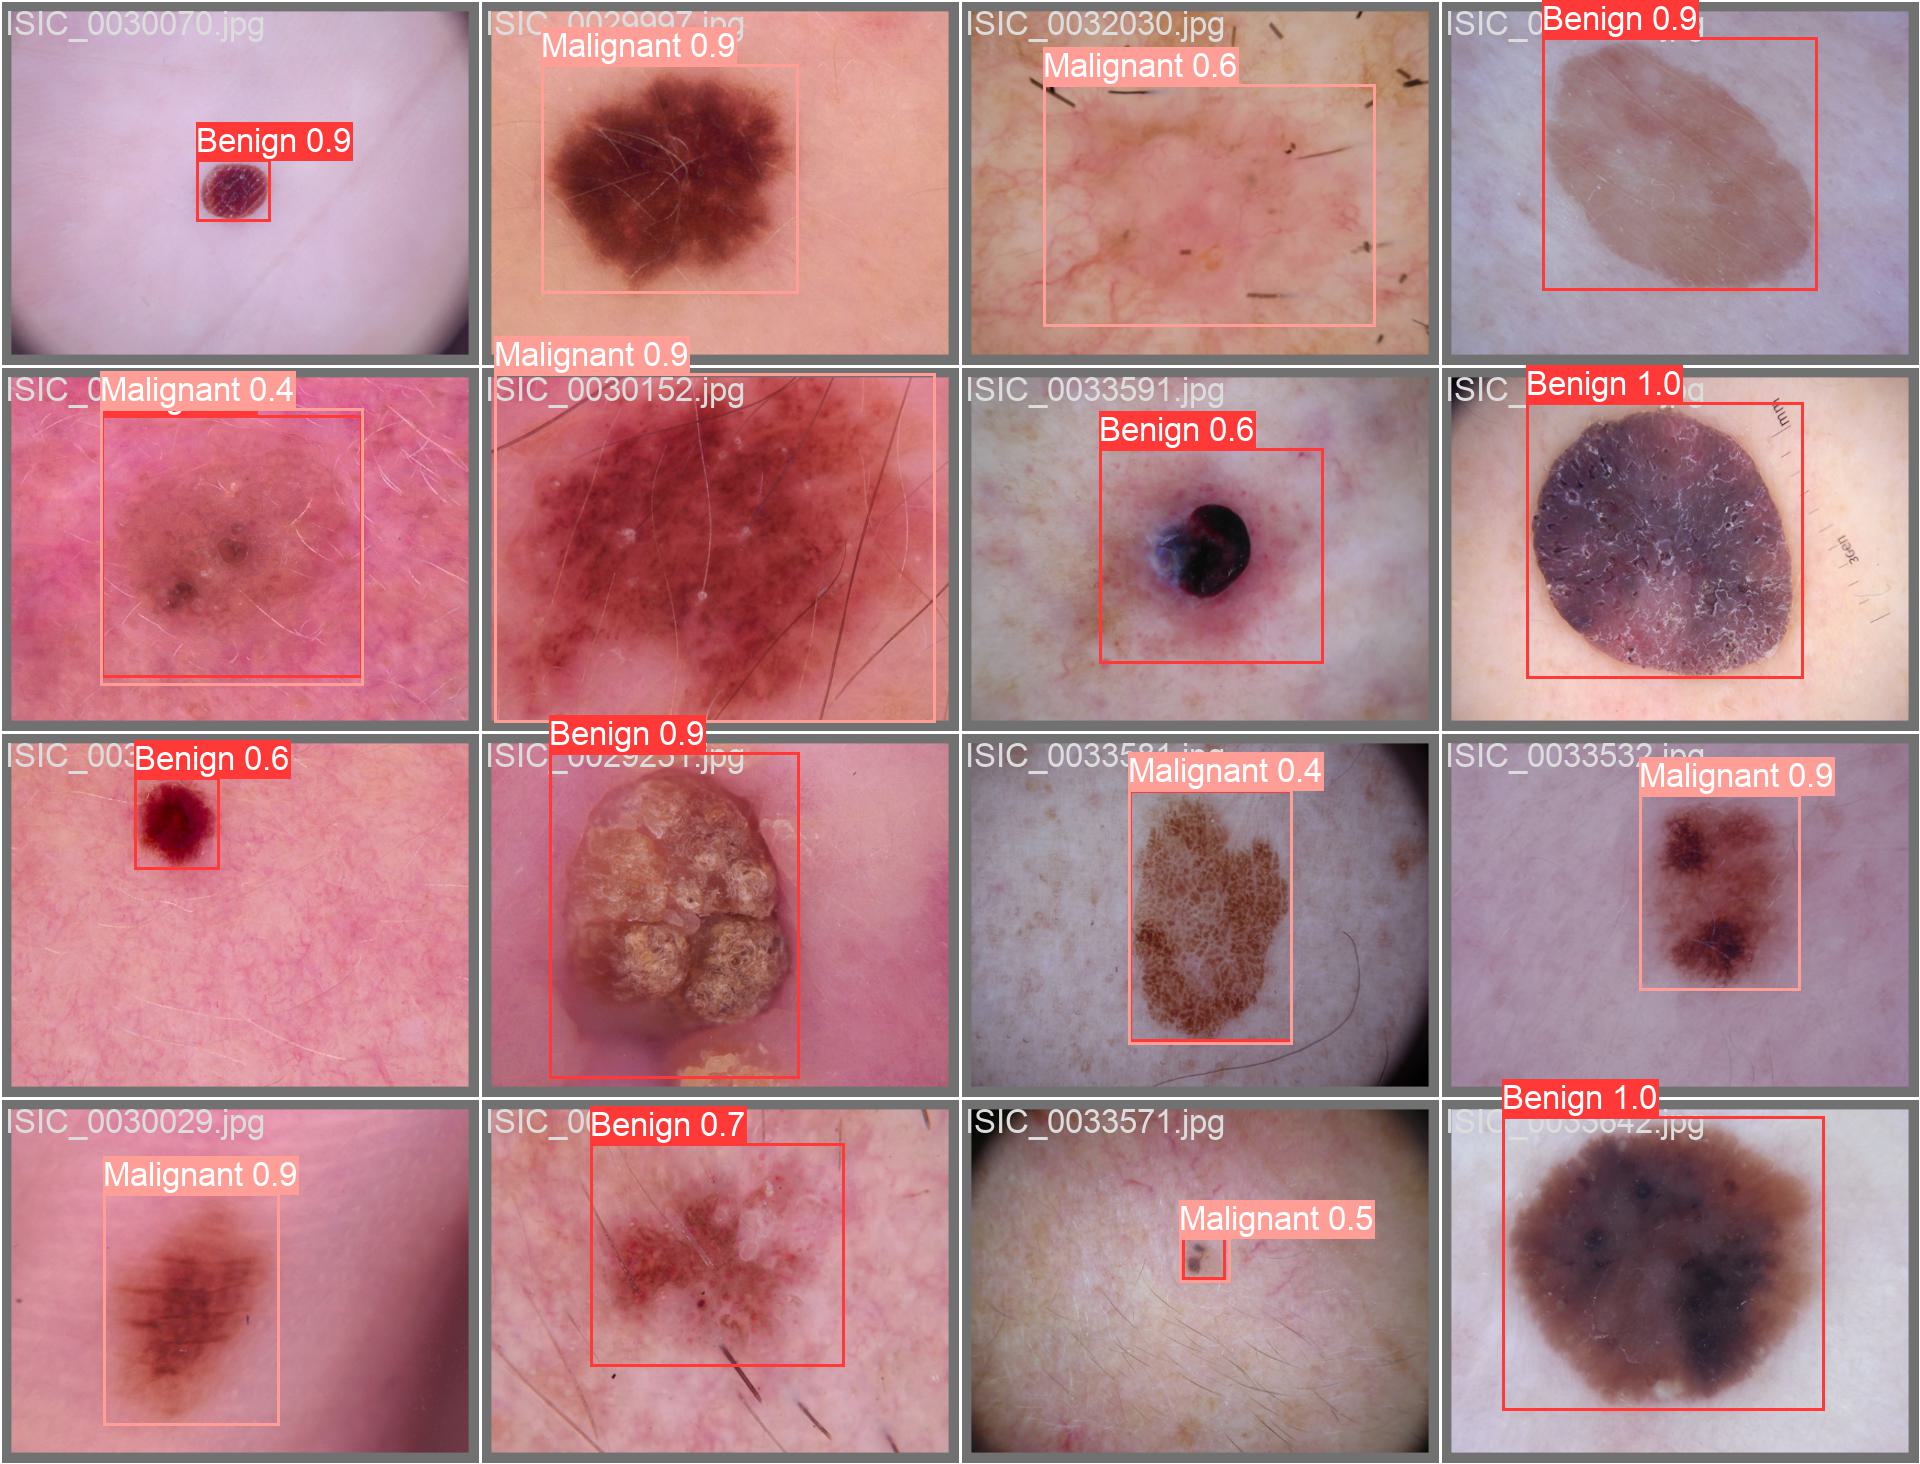 ISIC_0030070.jpg
Benign 0.9
Malignant 0.9
ISIC_0032030.jpg
Malignant 0.6
Benign 0.9
Malignant 0.4
Malignant 0.9
ISIC_0030152.jpg
ISIC_0033591.jpg
Benign 0.6
Benign 1.0
mm
Benign 0.6
Benign 0.9
Malignant 0.4
ISIC_0033532.jpg
Malignant 0.9
ISIC_0030029.jpg
Malignant 0.9
Benign 0.7
ISIC_0033571.jpg
Malignant 0.5
Benign 1.0